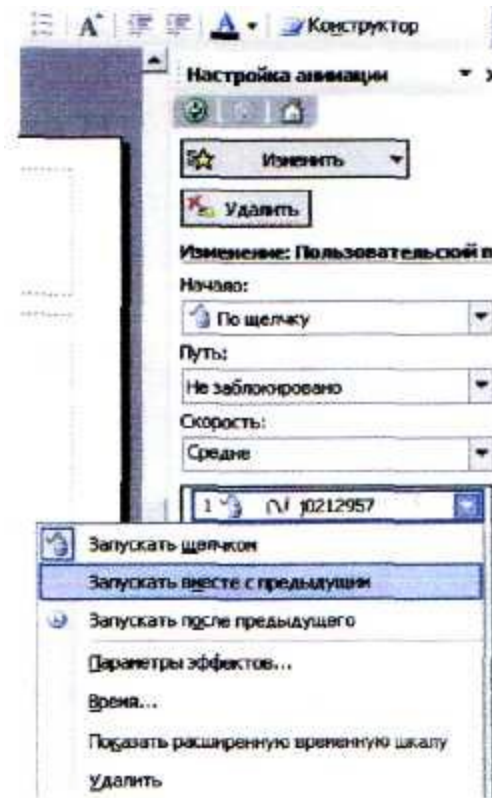 Конструктор
Настройка анимации
Изменить
Удалить
Изменение: Пользовательский п
Начало:
По щелчку
Путь:
Не заблокировано
Скорость:
Средне
1 j0212957
Запускать щелчком
Запускать вместе с предыдущим
Запускать после предыдущего
Параметры эффектов...
Время...
Показать расширенную временную шкалу
Удалить